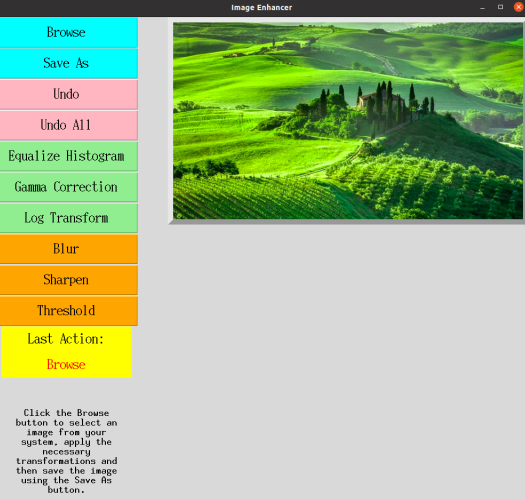 Image Enhancer
Browse
Save As
Undo
Undo All
Equalize Histogram
Gamma Correction
Log Transform
Blur
Sharpen
Threshold
Last Action:
Browse
Click the Browse
button to select an
image from your
system, apply the
necessary
transformations and
then save the image
using the Save As
button.